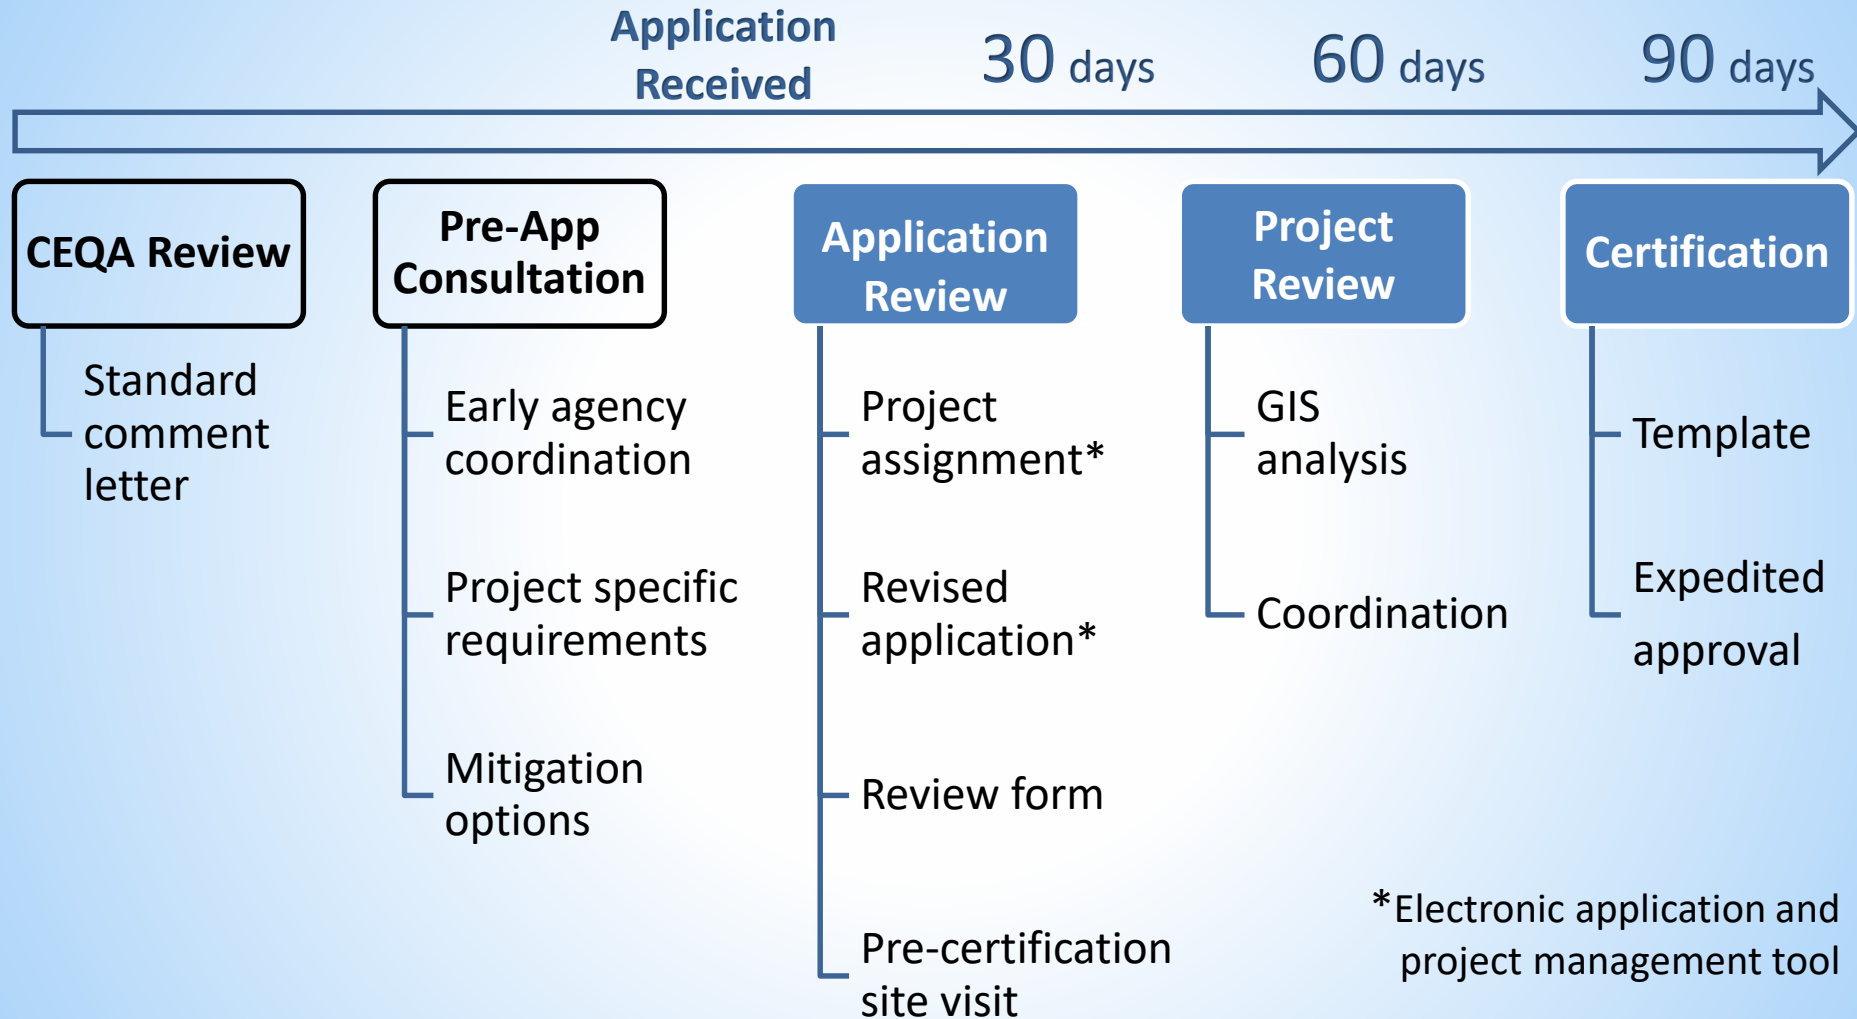 Application
Received
30 days
60 days
90 days
CEQA Review
Standard
comment
letter
Pre-App
Consultation
Early agency
coordination
Project specific
requirements
Mitigation
options
Application
Review
Project
assignment*
Revised
application*
Review form
Pre-certification
site visit
Project
Review
GIS
analysis
Coordination
Certification
Template
Expedited
approval
*Electronic application and
project management tool